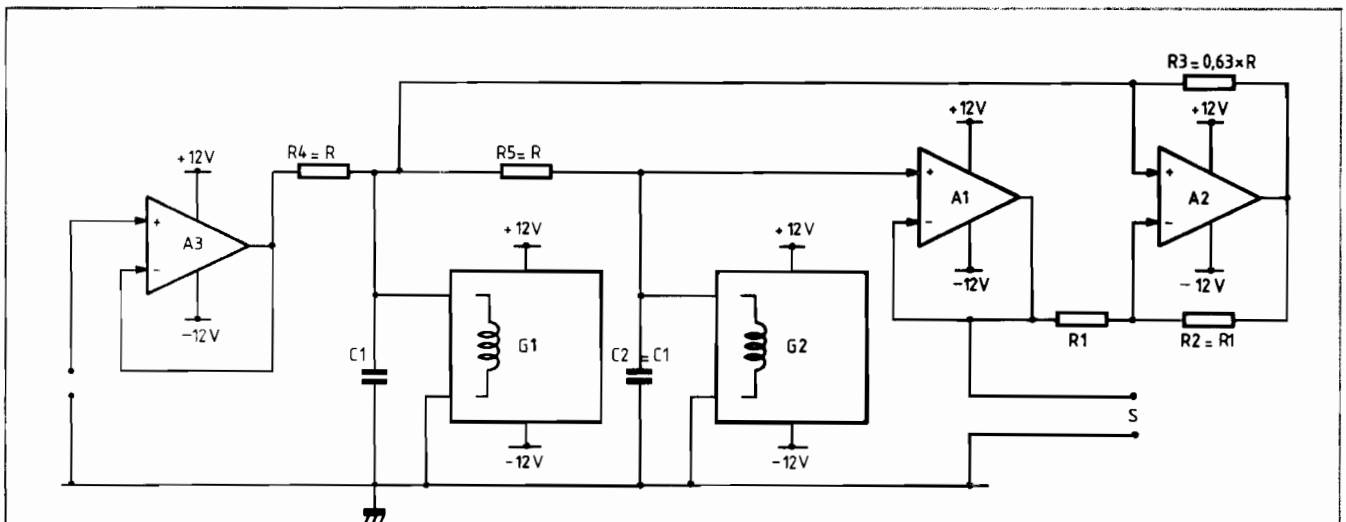 R3 = 0,63×R
+12V
+12V
+12V
R4 = R
R5 = R
+
A3
-
+
A1
-
+
A2
-
-12V
+12V
+12V
-12V
-12V
C1
G1
C2 = C1
G2
R1
R2 = R1
S
-12V
-12V